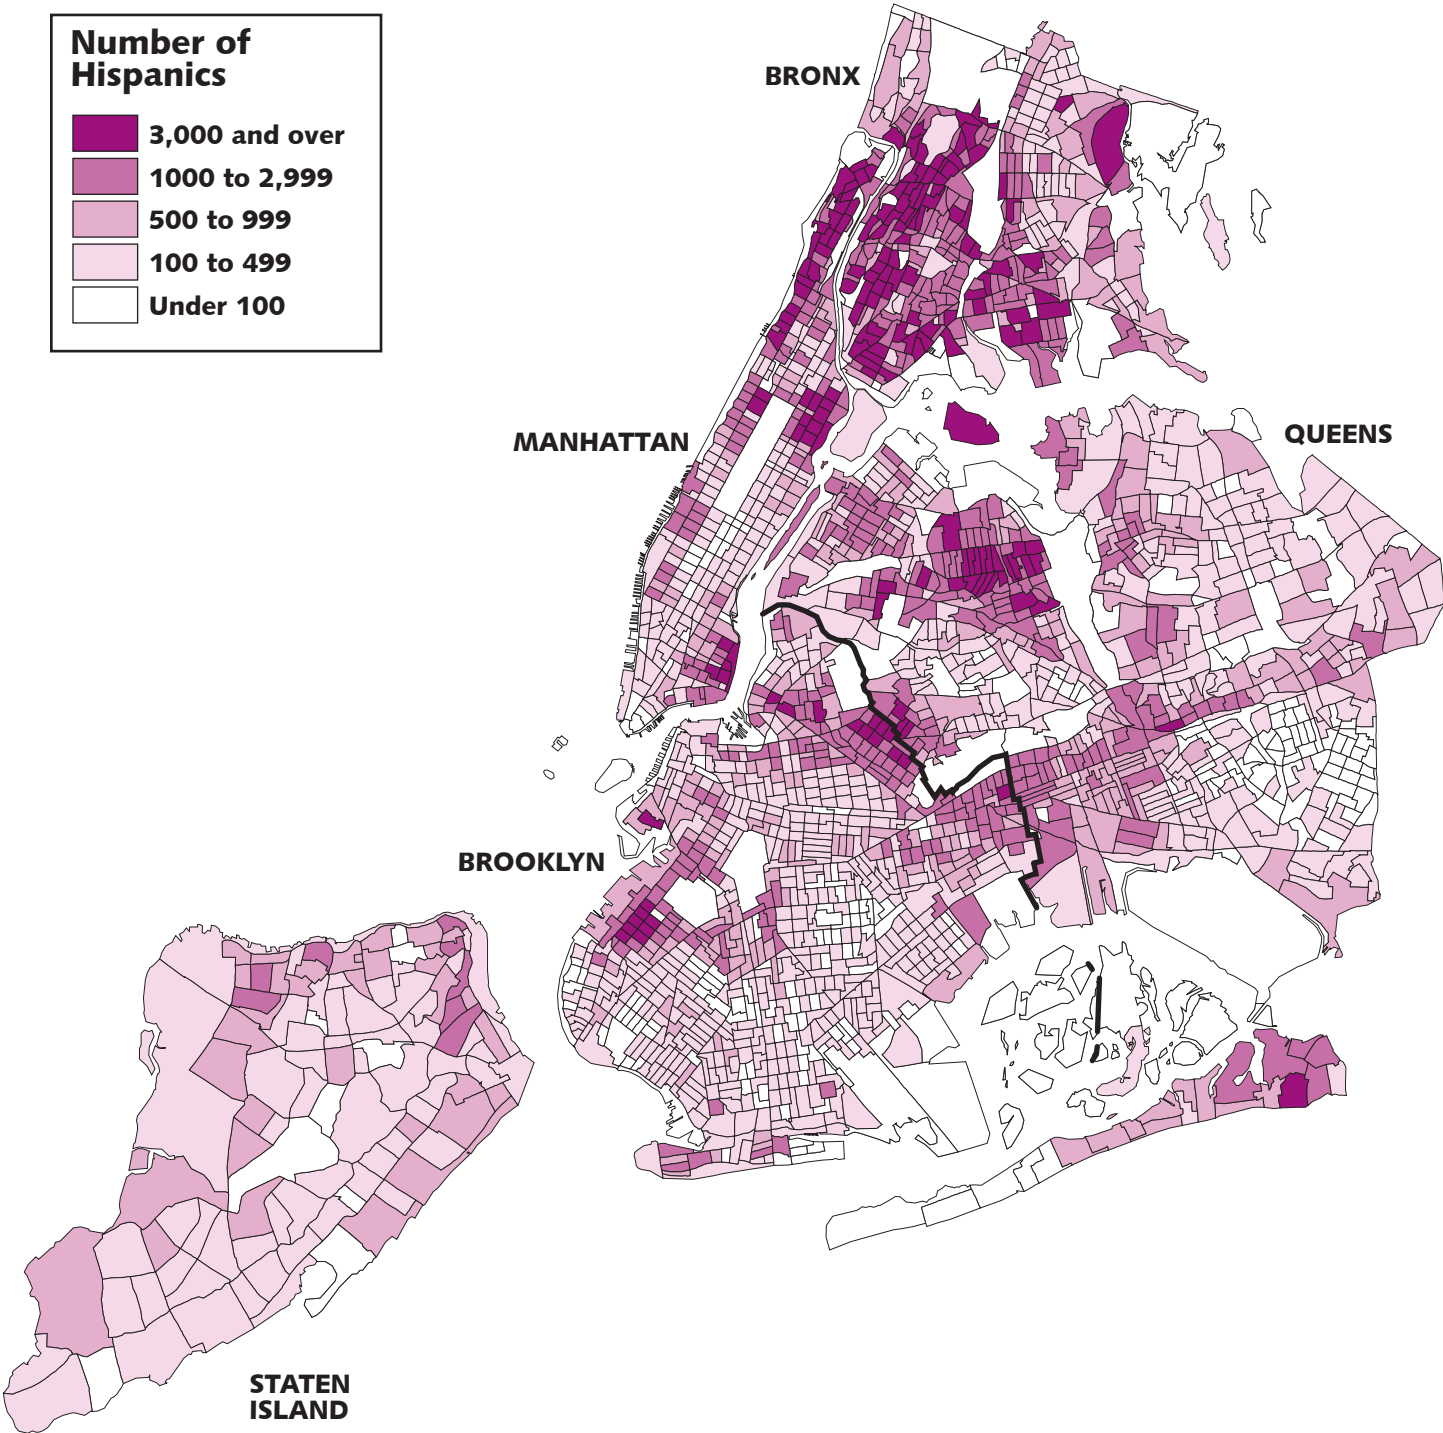 Number of
Hispanics
3,000 and over
1000 to 2,999
500 to 999
100 to 499
Under 100
BRONX
MANHATTAN
QUEENS
BROOKLYN
STATEN
ISLAND